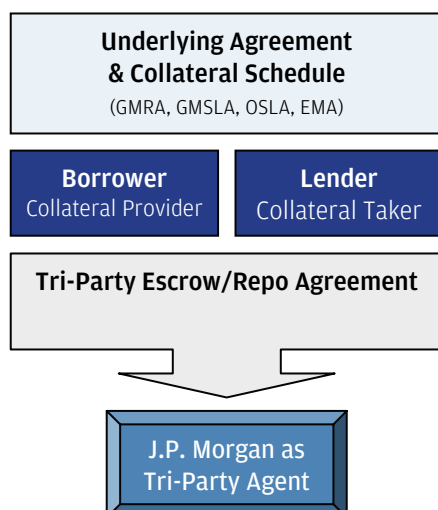 Underlying Agreement
& Collateral Schedule
(GMRA, GMSLA, OSLA, EMA)
Borrower
Collateral Provider
Lender
Collateral Taker
Tri-Party Escrow/Repo Agreement
J.P. Morgan as
Tri-Party Agent